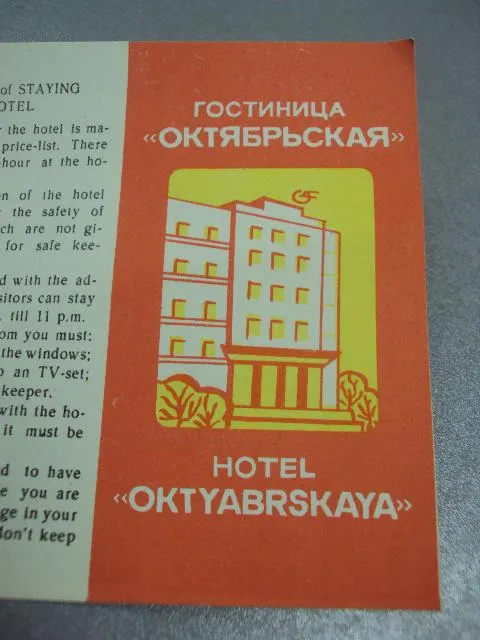 of STAYING
OTEL
the hotel is ma-
price-list. There
-hour at the ho-
n of the hotel
the safety of
ch are not gi-
for safe kee-
d with the ad-
sitors can stay
till 11 p.m.
om you must:
the windows;
o an TV-set;
keeper.
with the ho-
it must be
d to have
e you are
ge in your
don't keep
ГОСТИНИЦА
«ОКТЯБРЬСКАЯ»
HOTEL
«OKTYABRSKAYA»